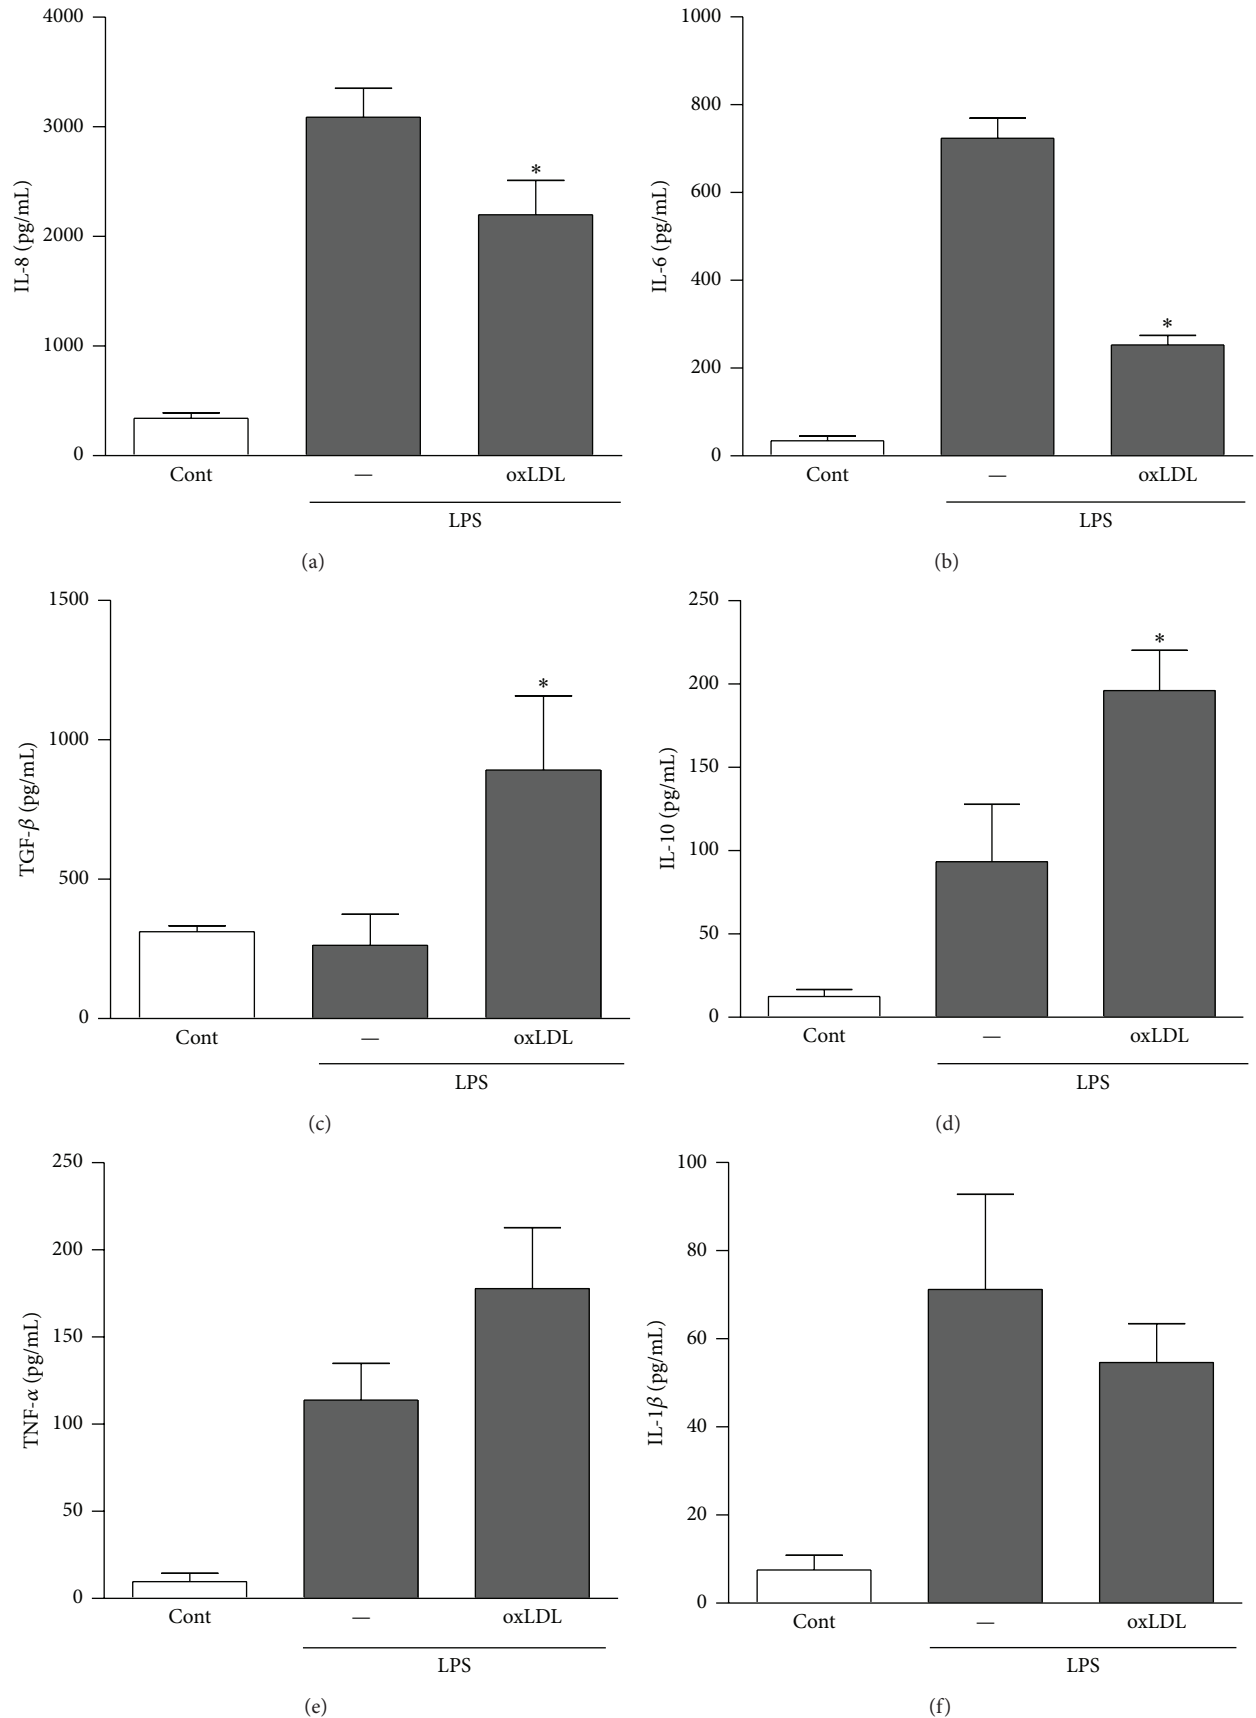 4000
3000
2000
1000
0
IL-8 (pg/mL)
*
Cont — oxLDL
LPS
(a)
1000
800
600
400
200
0
IL-6 (pg/mL)
*
Cont — oxLDL
LPS
(b)
1500
1000
500
0
TGF-β (pg/mL)
*
Cont — oxLDL
LPS
(c)
250
200
150
100
50
0
IL-10 (pg/mL)
*
Cont — oxLDL
LPS
(d)
250
200
150
100
50
0
TNF-α (pg/mL)
Cont — oxLDL
LPS
(e)
100
80
60
40
20
0
IL-1β (pg/mL)
Cont — oxLDL
LPS
(f)